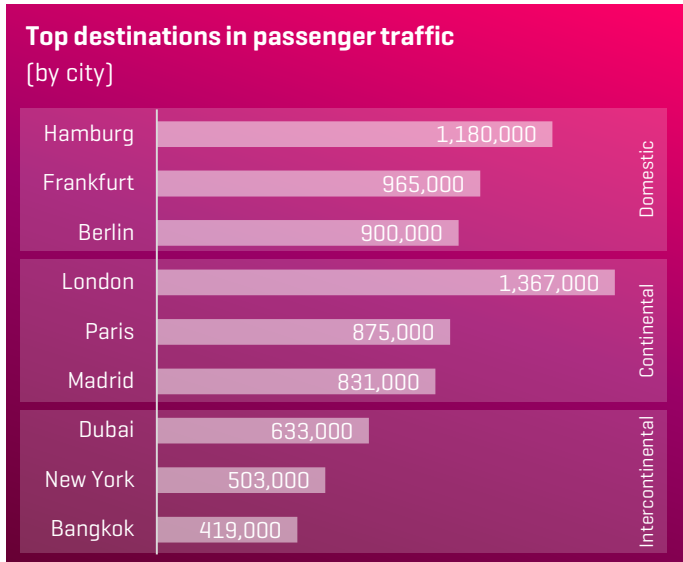 Top destinations in passenger traffic
(by city)
Hamburg 1,180,000
Frankfurt 965,000
Berlin 900,000
Domestic
London 1,367,000
Paris 875,000
Madrid 831,000
Continental
Dubai 633,000
New York 503,000
Bangkok 419,000
Intercontinental